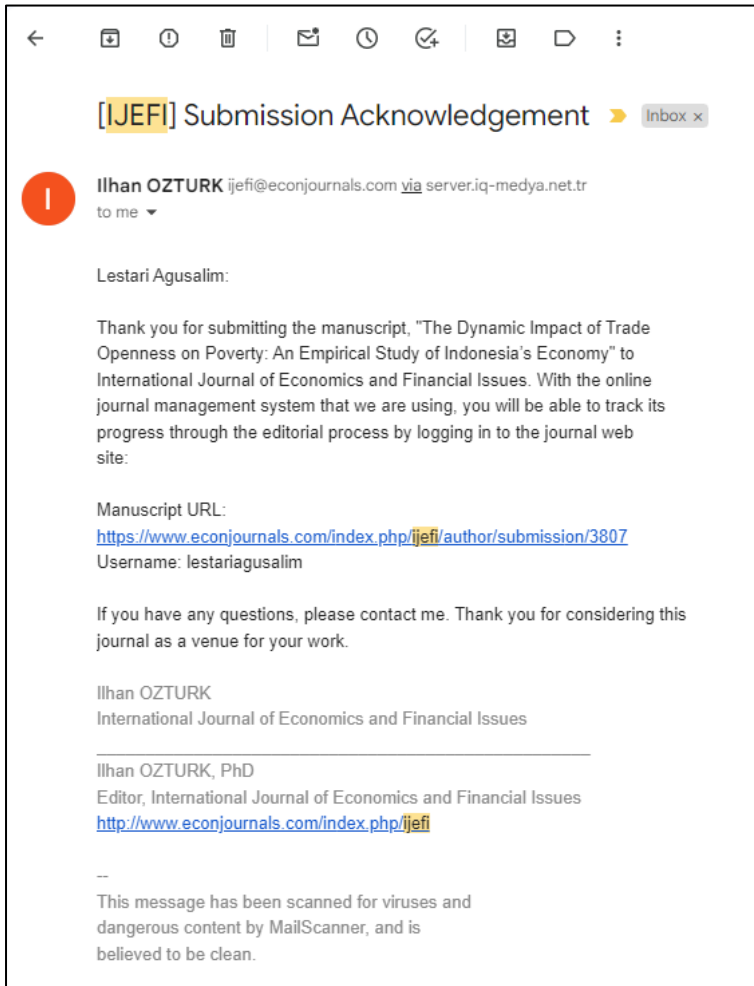 [IJEFI] Submission Acknowledgement Inbox ×
I
Ilhan OZTURK ijefi@econjournals.com via server.iq-medya.net.tr
to me
Lestari Agusalim:
Thank you for submitting the manuscript, "The Dynamic Impact of Trade
Openness on Poverty: An Empirical Study of Indonesia’s Economy" to
International Journal of Economics and Financial Issues. With the online
journal management system that we are using, you will be able to track its
progress through the editorial process by logging in to the journal web
site:
Manuscript URL:
https://www.econjournals.com/index.php/ijefi/author/submission/3807
Username: lestariagusalim
If you have any questions, please contact me. Thank you for considering this
journal as a venue for your work.
Ilhan OZTURK
International Journal of Economics and Financial Issues
Ilhan OZTURK, PhD
Editor, International Journal of Economics and Financial Issues
http://www.econjournals.com/index.php/ijefi
--
This message has been scanned for viruses and
dangerous content by MailScanner, and is
believed to be clean.